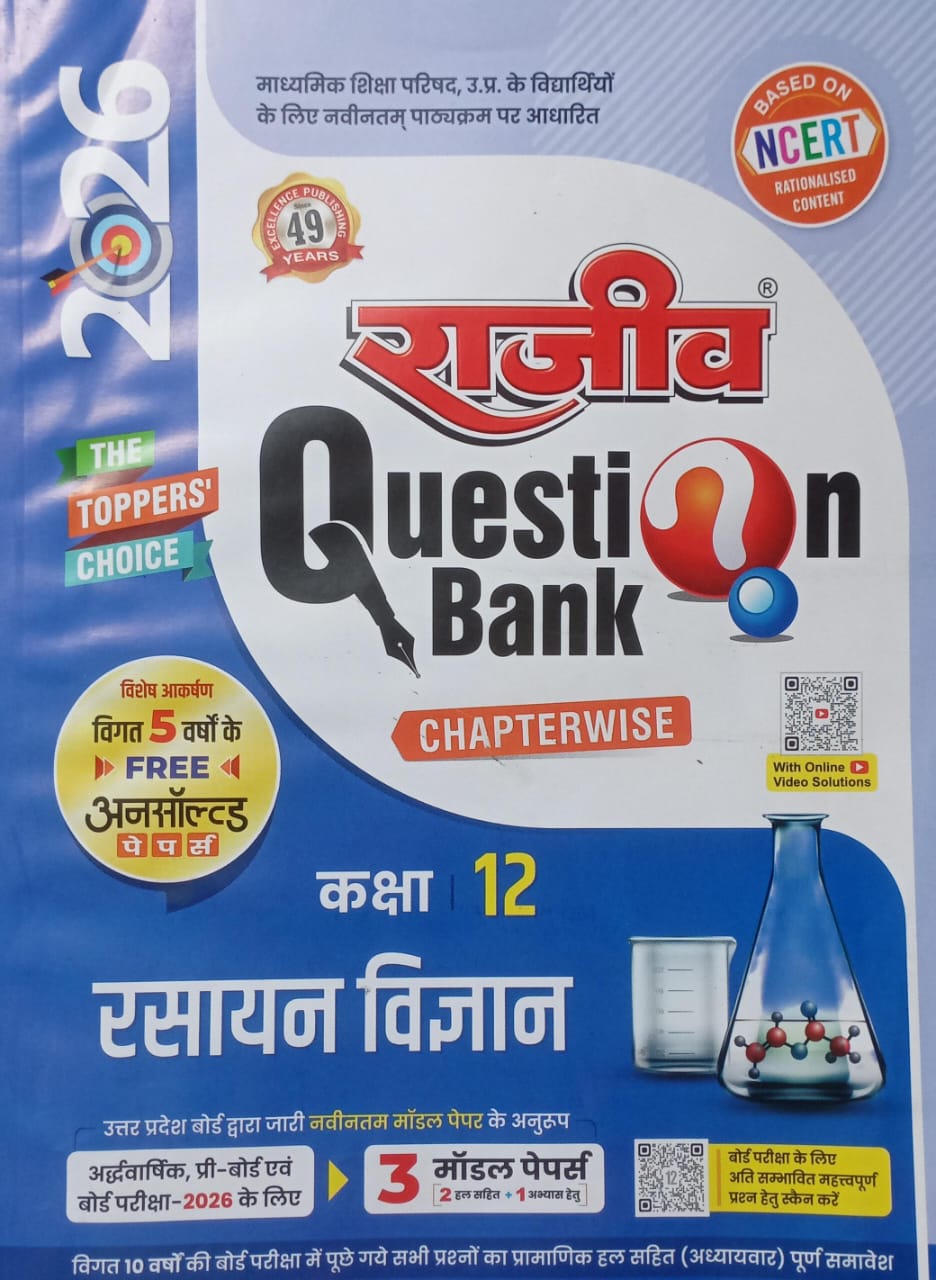 2026
माध्यमिक शिक्षा परिषद, उ.प्र. के विद्यार्थियों
के लिए नवीनतम् पाठ्यक्रम पर आधारित
BASED ON
NCERT
RATIONALISED
CONTENT
EXCELLENCE PUBLISHING
Since
49
YEARS
राजीव®
Question
Bank
THE
TOPPERS'
CHOICE
CHAPTERWISE
विशेष आकर्षण
विगत 5 वर्षों के
FREE
अनसॉल्टड
पेपर्स
With Online
Video Solutions
कक्षा 12
रसायन विज्ञान
उत्तर प्रदेश बोर्ड द्वारा जारी नवीनतम मॉडल पेपर के अनुरूप
अर्द्धवार्षिक, प्री-बोर्ड एवं
बोर्ड परीक्षा-2026 के लिए
3 मॉडल पेपर्स
[2 हल सहित + 1 अभ्यास हेतु]
12
बोर्ड परीक्षा के लिए
अति सम्भावित महत्त्वपूर्ण
प्रश्न हेतु स्कैन करें
विगत 10 वर्षों की बोर्ड परीक्षा में पूछे गये सभी प्रश्नों का प्रामाणिक हल सहित (अध्यायवार) पूर्ण समावेश